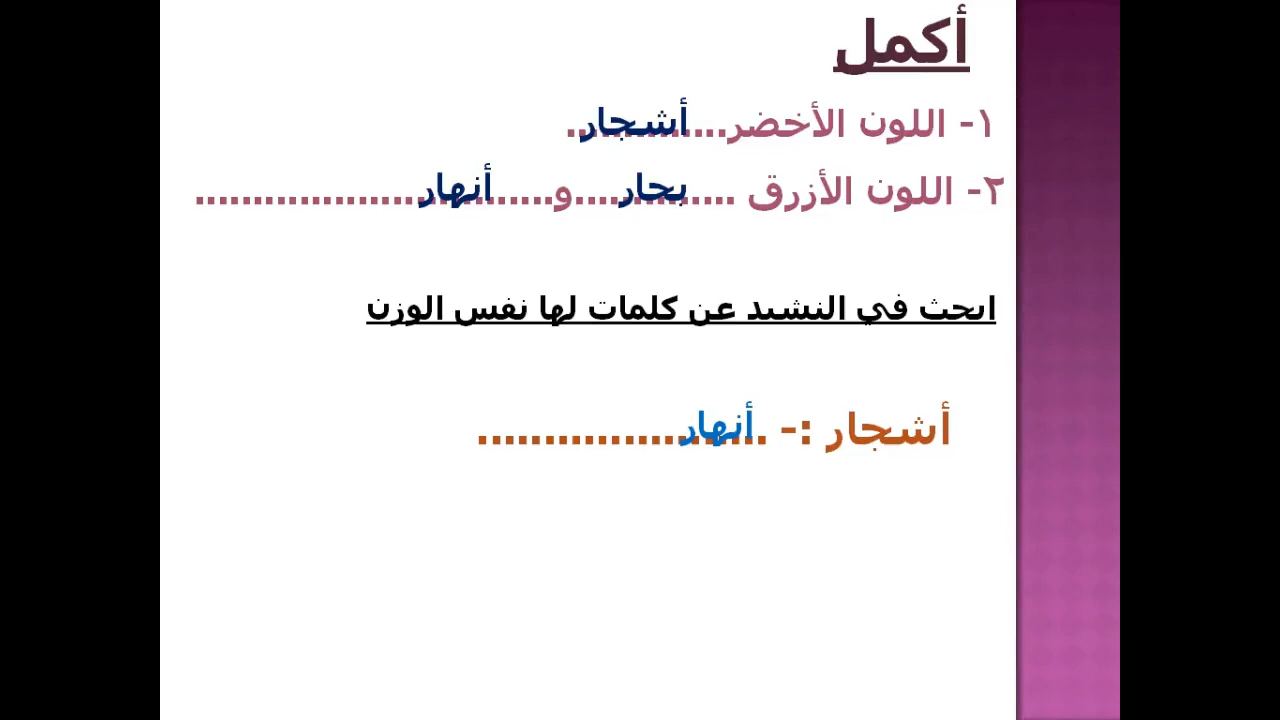 أكمل
١- اللون الأخضر..............أشجار.
٢- اللون الأزرق ..............بحار....و..............أنهار..................
ابحث في النشيد عن كلمات لها نفس الوزن
أشجار :- ......أنهار................